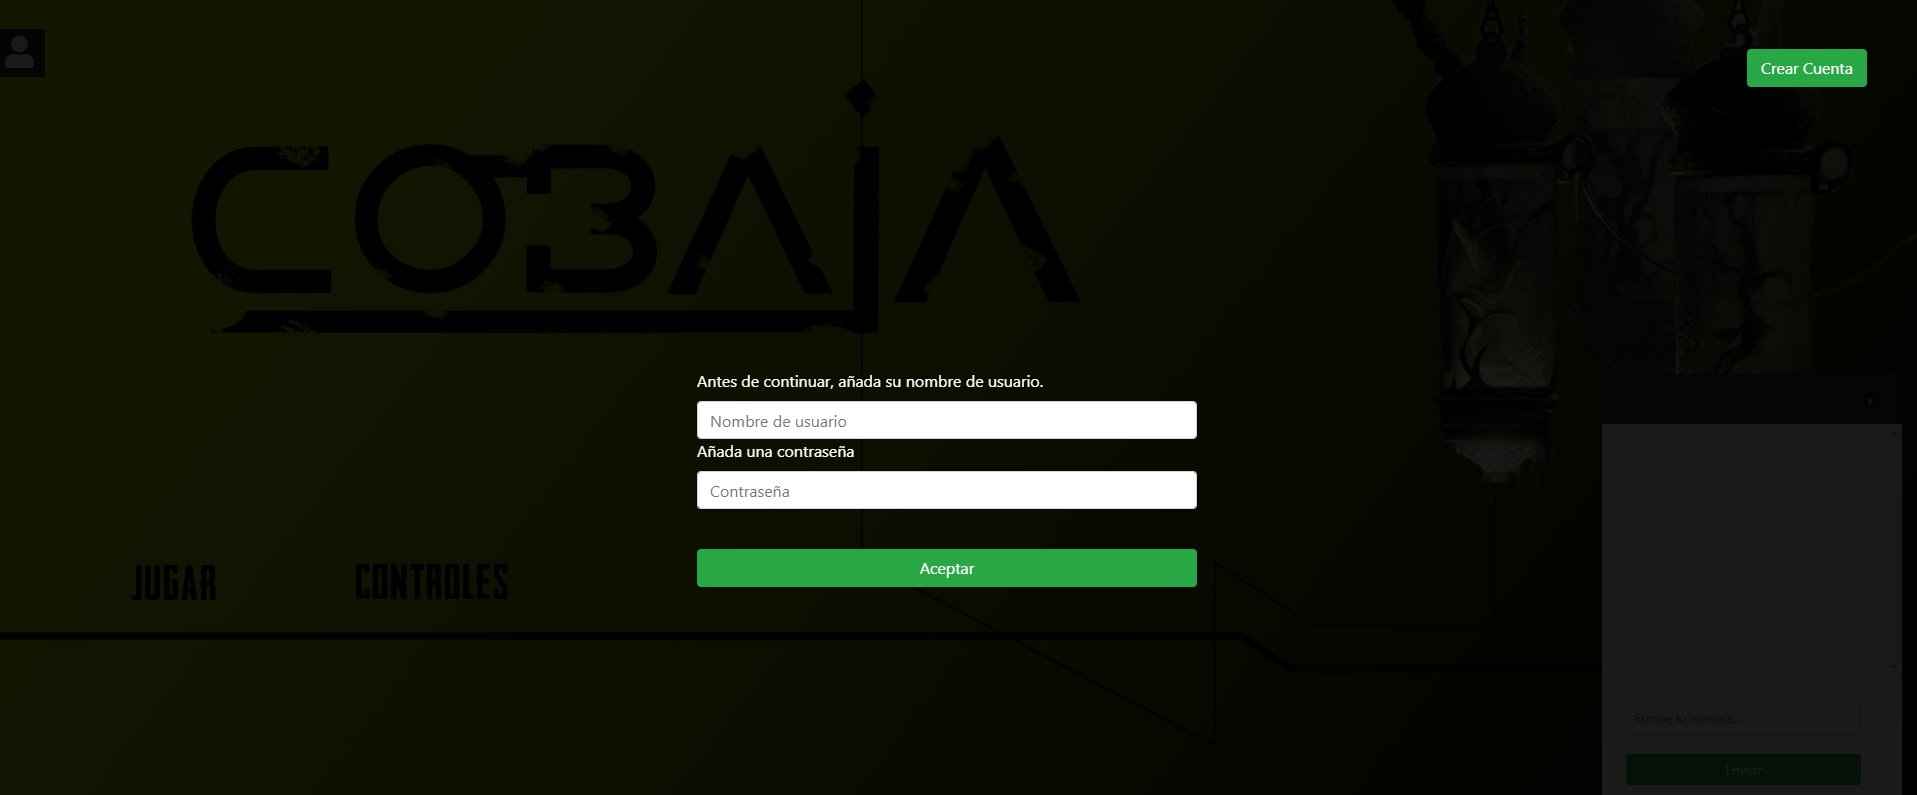 Crear Cuenta
COBAJA
Antes de continuar, añada su nombre de usuario.
Nombre de usuario
x
Añada una contraseña
Contraseña
Aceptar
JUGAR
CONTROLES
Escribe tu mensaje...
Enviar